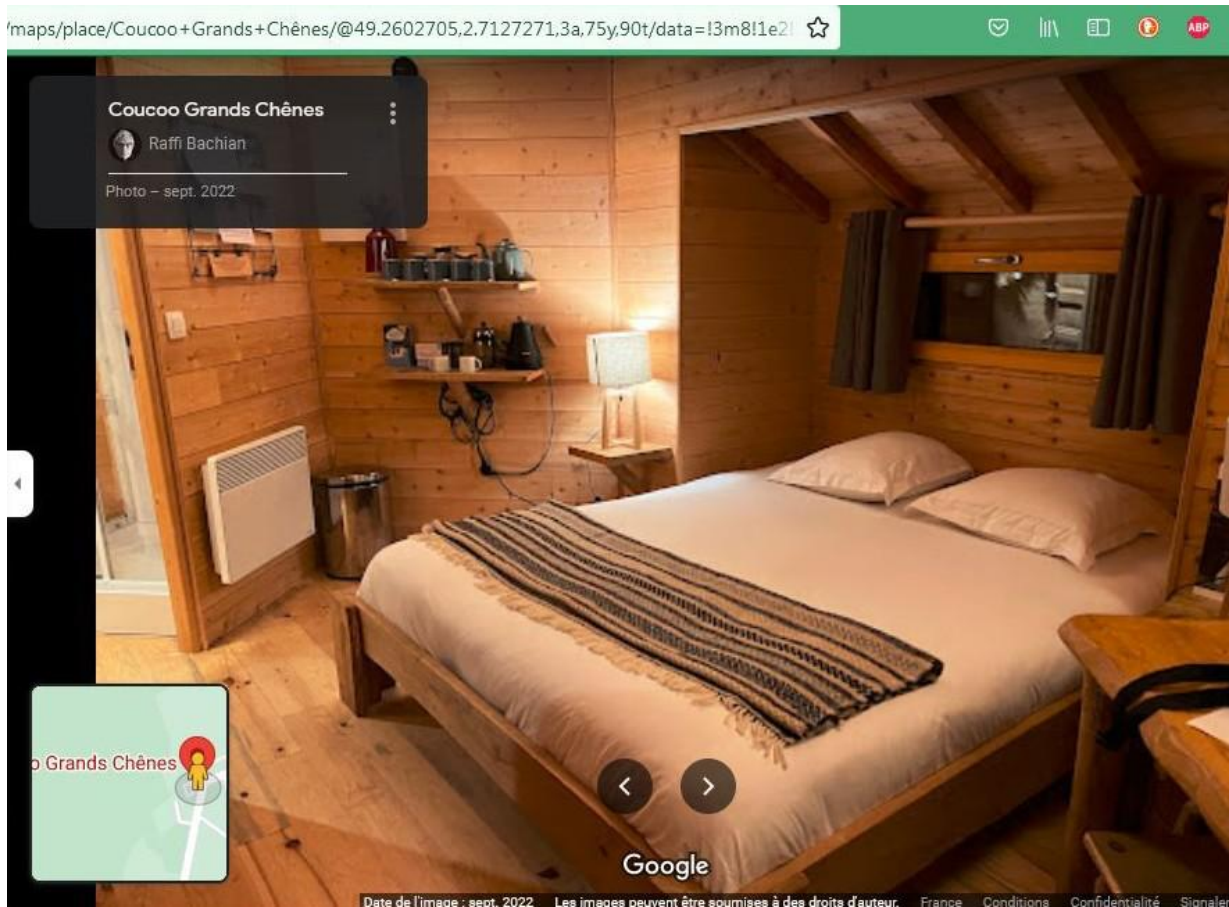 /maps/place/Coucoo+Grands+Chênes/@49.2602705,2.7127271,3a,75y,90t/data=!3m8!1e2!
ABP
Coucoo Grands Chênes
Raffi Bachian
Photo – sept. 2022
o Grands Chênes
Google
Date de l'image : sept. 2022 Les images peuvent être soumises à des droits d'auteur. France Conditions Confidentialité Signaler